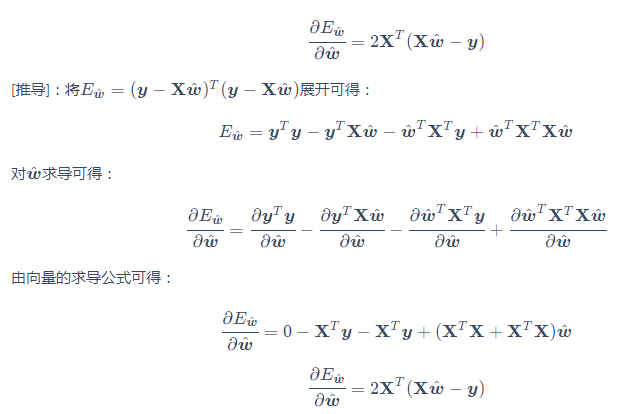 $$\frac{\partial E_{\hat{\boldsymbol w}}}{\partial \hat{\boldsymbol w}}=2\mathbf{X}^T(\mathbf{X}\hat{\boldsymbol w}-\boldsymbol{y})$$
[推导]：将$E_{\hat{\boldsymbol w}}=(\boldsymbol{y}-\mathbf{X}\hat{\boldsymbol w})^T(\boldsymbol{y}-\mathbf{X}\hat{\boldsymbol w})$展开可得：
$$E_{\hat{\boldsymbol w}}=\boldsymbol{y}^T\boldsymbol{y}-\boldsymbol{y}^T\mathbf{X}\hat{\boldsymbol w}-\hat{\boldsymbol w}^T\mathbf{X}^T\boldsymbol{y}+\hat{\boldsymbol w}^T\mathbf{X}^T\mathbf{X}\hat{\boldsymbol w}$$
对$\hat{\boldsymbol w}$求导可得：
$$\frac{\partial E_{\hat{\boldsymbol w}}}{\partial \hat{\boldsymbol w}}=\frac{\partial \boldsymbol{y}^T\boldsymbol{y}}{\partial \hat{\boldsymbol w}}-\frac{\partial \boldsymbol{y}^T\mathbf{X}\hat{\boldsymbol w}}{\partial \hat{\boldsymbol w}}-\frac{\partial \hat{\boldsymbol w}^T\mathbf{X}^T\boldsymbol{y}}{\partial \hat{\boldsymbol w}}+\frac{\partial \hat{\boldsymbol w}^T\mathbf{X}^T\mathbf{X}\hat{\boldsymbol w}}{\partial \hat{\boldsymbol w}}$$
由向量的求导公式可得：
$$\frac{\partial E_{\hat{\boldsymbol w}}}{\partial \hat{\boldsymbol w}}=0-\mathbf{X}^T\boldsymbol{y}-\mathbf{X}^T\boldsymbol{y}+(\mathbf{X}^T\mathbf{X}+\mathbf{X}^T\mathbf{X})\hat{\boldsymbol w}$$
$$\frac{\partial E_{\hat{\boldsymbol w}}}{\partial \hat{\boldsymbol w}}=2\mathbf{X}^T(\mathbf{X}\hat{\boldsymbol w}-\boldsymbol{y})$$